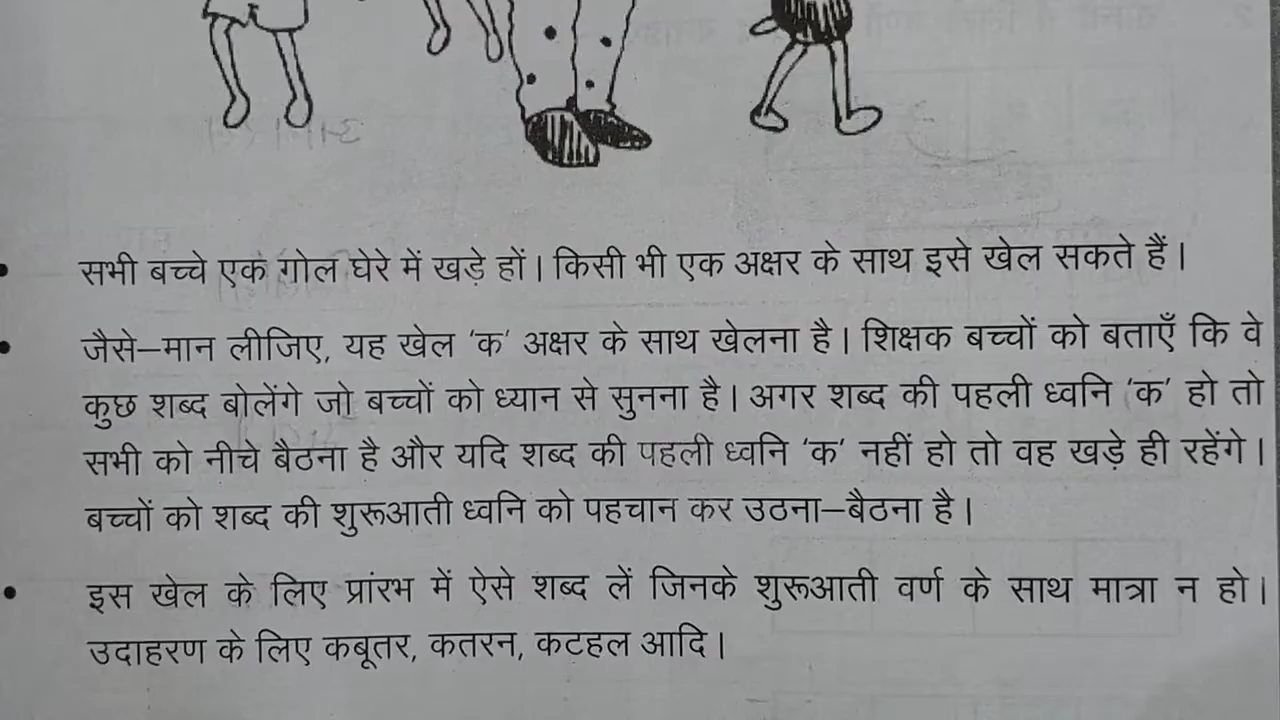 • सभी बच्चे एक गोल घेरे में खड़े हों। किसी भी एक अक्षर के साथ इसे खेल सकते हैं।
• जैसे–मान लीजिए, यह खेल 'क' अक्षर के साथ खेलना है। शिक्षक बच्चों को बताएँ कि वे
कुछ शब्द बोलेंगे जो बच्चों को ध्यान से सुनना है। अगर शब्द की पहली ध्वनि 'क' हो तो
सभी को नीचे बैठना है और यदि शब्द की पहली ध्वनि 'क' नहीं हो तो वह खड़े ही रहेंगे।
बच्चों को शब्द की शुरूआती ध्वनि को पहचान कर उठना–बैठना है।
• इस खेल के लिए प्रांरभ में ऐसे शब्द लें जिनके शुरूआती वर्ण के साथ मात्रा न हो।
उदाहरण के लिए कबूतर, कतरन, कटहल आदि।